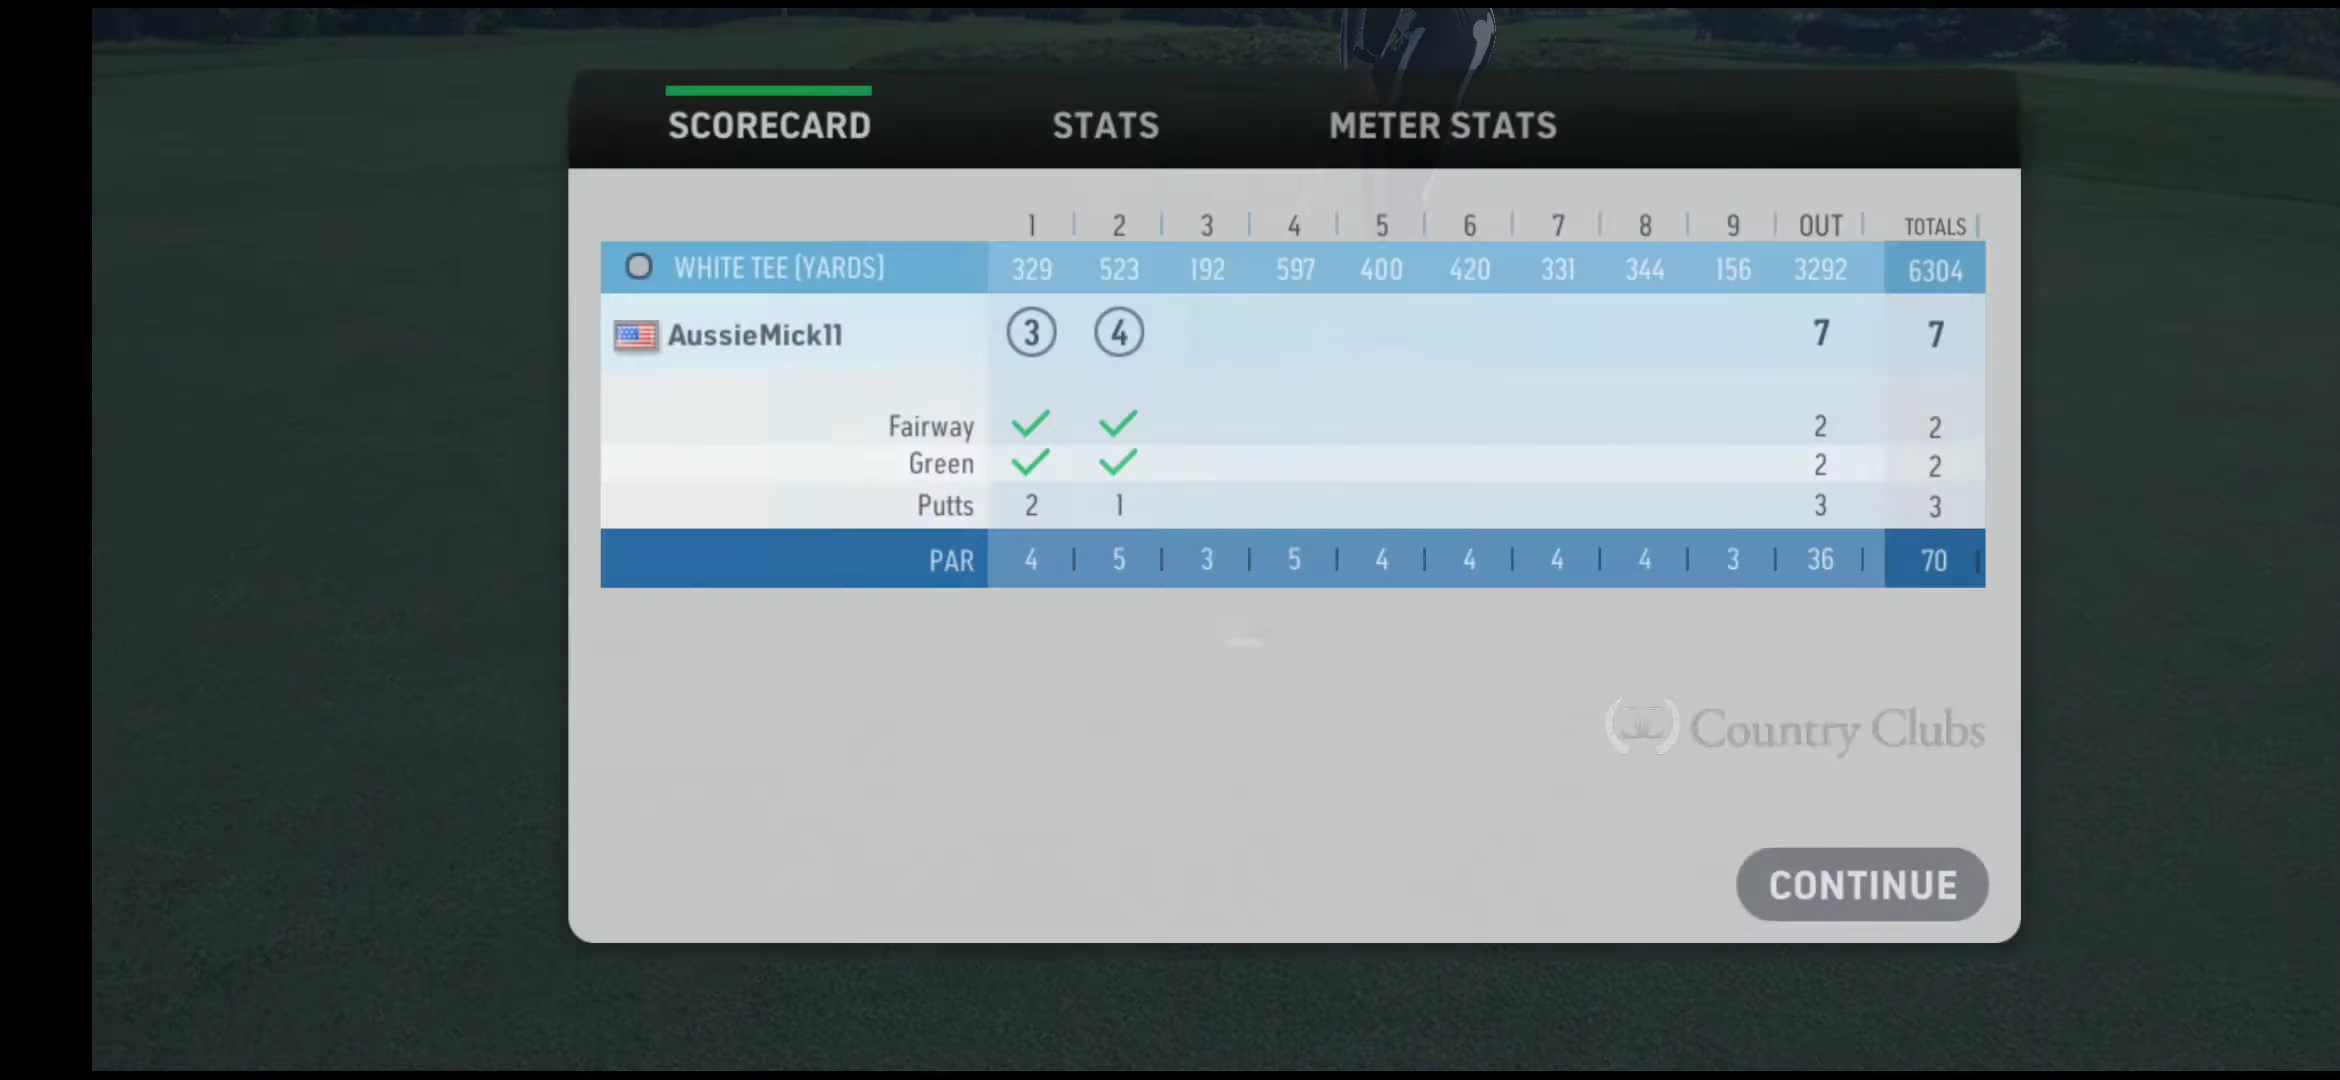 SCORECARD STATS METER STATS
1 | 2 | 3 | 4 | 5 | 6 | 7 | 8 | 9 | OUT | TOTALS |
WHITE TEE (YARDS) 329 523 192 597 400 420 331 344 156 3292 6304
AussieMick11 3 4 7 7
Fairway 2 2
Green 2 2
Putts 2 1 3 3
PAR 4 | 5 | 3 | 5 | 4 | 4 | 4 | 4 | 3 | 36 | 70 |
Country Clubs
CONTINUE